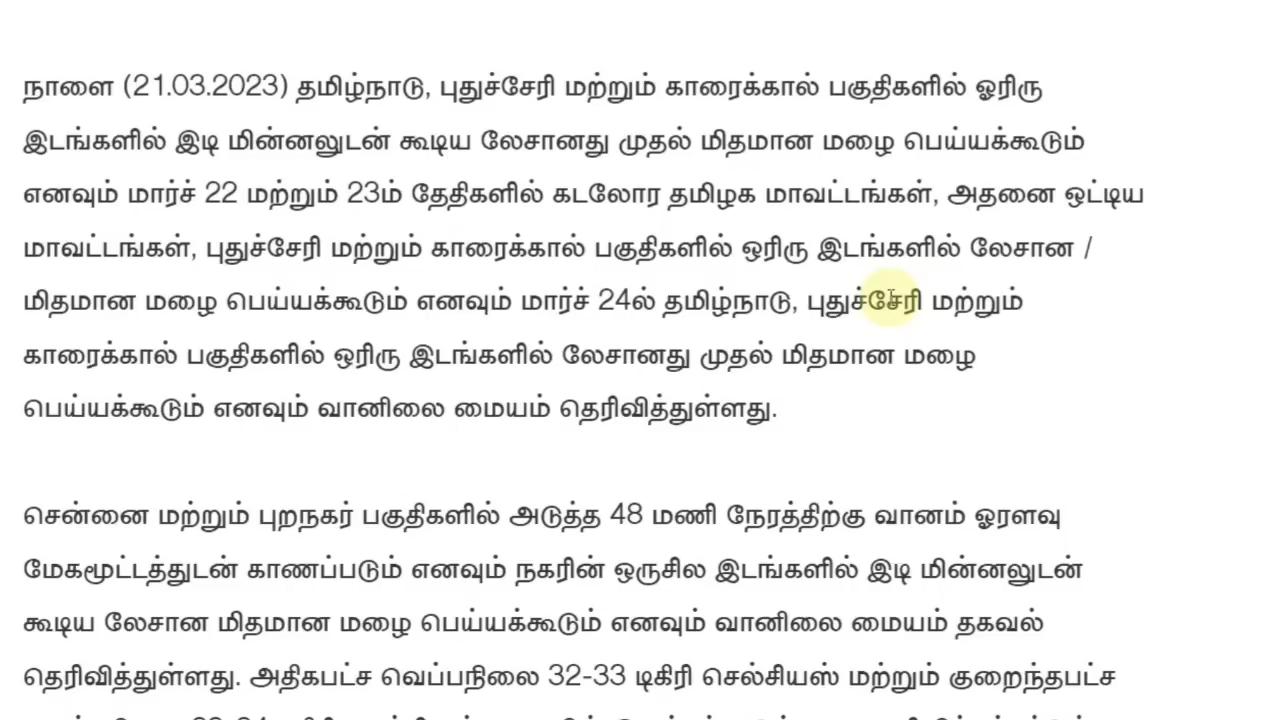 நாளை (21.03.2023) தமிழ்நாடு, புதுச்சேரி மற்றும் காரைக்கால் பகுதிகளில் ஓரிரு
இடங்களில் இடி மின்னலுடன் கூடிய லேசானது முதல் மிதமான மழை பெய்யக்கூடும்
எனவும் மார்ச் 22 மற்றும் 23ம் தேதிகளில் கடலோர தமிழக மாவட்டங்கள், அதனை ஒட்டிய
மாவட்டங்கள், புதுச்சேரி மற்றும் காரைக்கால் பகுதிகளில் ஒரிரு இடங்களில் லேசான /
மிதமான மழை பெய்யக்கூடும் எனவும் மார்ச் 24ல் தமிழ்நாடு, புதுச்சேரி மற்றும்
காரைக்கால் பகுதிகளில் ஒரிரு இடங்களில் லேசானது முதல் மிதமான மழை
பெய்யக்கூடும் எனவும் வானிலை மையம் தெரிவித்துள்ளது.
சென்னை மற்றும் புறநகர் பகுதிகளில் அடுத்த 48 மணி நேரத்திற்கு வானம் ஓரளவு
மேகமூட்டத்துடன் காணப்படும் எனவும் நகரின் ஒருசில இடங்களில் இடி மின்னலுடன்
கூடிய லேசான மிதமான மழை பெய்யக்கூடும் எனவும் வானிலை மையம் தகவல்
தெரிவித்துள்ளது. அதிகபட்ச வெப்பநிலை 32-33 டிகிரி செல்சியஸ் மற்றும் குறைந்தபட்ச